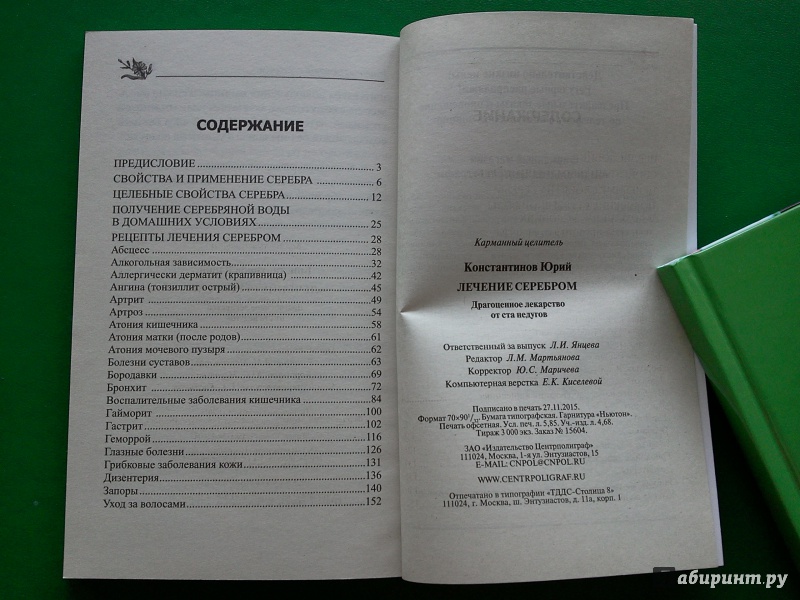 СОДЕРЖАНИЕ
ПРЕДИСЛОВИЕ 3
СВОЙСТВА И ПРИМЕНЕНИЕ СЕРЕБРА 6
ЦЕЛЕБНЫЕ СВОЙСТВА СЕРЕБРА 12
ПОЛУЧЕНИЕ СЕРЕБРЯНОЙ ВОДЫ
В ДОМАШНИХ УСЛОВИЯХ 25
РЕЦЕПТЫ ЛЕЧЕНИЯ СЕРЕБРОМ 28
Абсцесс 28
Алкогольная зависимость 32
Аллергически дерматит (крапивница) 42
Ангина (тонзиллит острый) 45
Артрит 49
Артроз 54
Атония кишечника 58
Атония матки (после родов) 61
Атония мочевого пузыря 62
Болезни суставов 63
Бородавки 69
Бронхит 72
Воспалительные заболевания кишечника 84
Гайморит 100
Гастрит 102
Геморрой 116
Глазные болезни 126
Грибковые заболевания кожи 131
Дизентерия 136
Запоры 140
Уход за волосами 152
Карманный целитель
Константинов Юрий
ЛЕЧЕНИЕ СЕРЕБРОМ
Драгоценное лекарство
от ста недугов
Ответственный за выпуск Л.И. Янцева
Редактор Л.М. Мартьянова
Корректор Ю.С. Маричева
Компьютерная верстка Е.К. Киселевой
Подписано в печать 27.11.2015.
Формат 70×90 1/32. Бумага типографская. Гарнитура «Ньютон».
Печать офсетная. Усл. печ. л. 5,85. Уч.-изд. л. 4,68.
Тираж 3 000 экз. Заказ № 15604.
ЗАО «Издательство Центрполиграф»
111024, Москва, 1-я ул. Энтузиастов, 15
E-MAIL: CNPOL@CNPOL.RU
WWW.CENTRPOLIGRAF.RU
Отпечатано в типографии «ТДДС-Столица 8»
111024, г. Москва, ш. Энтузиастов, д. 11а, корп. 1
абиринт.ру